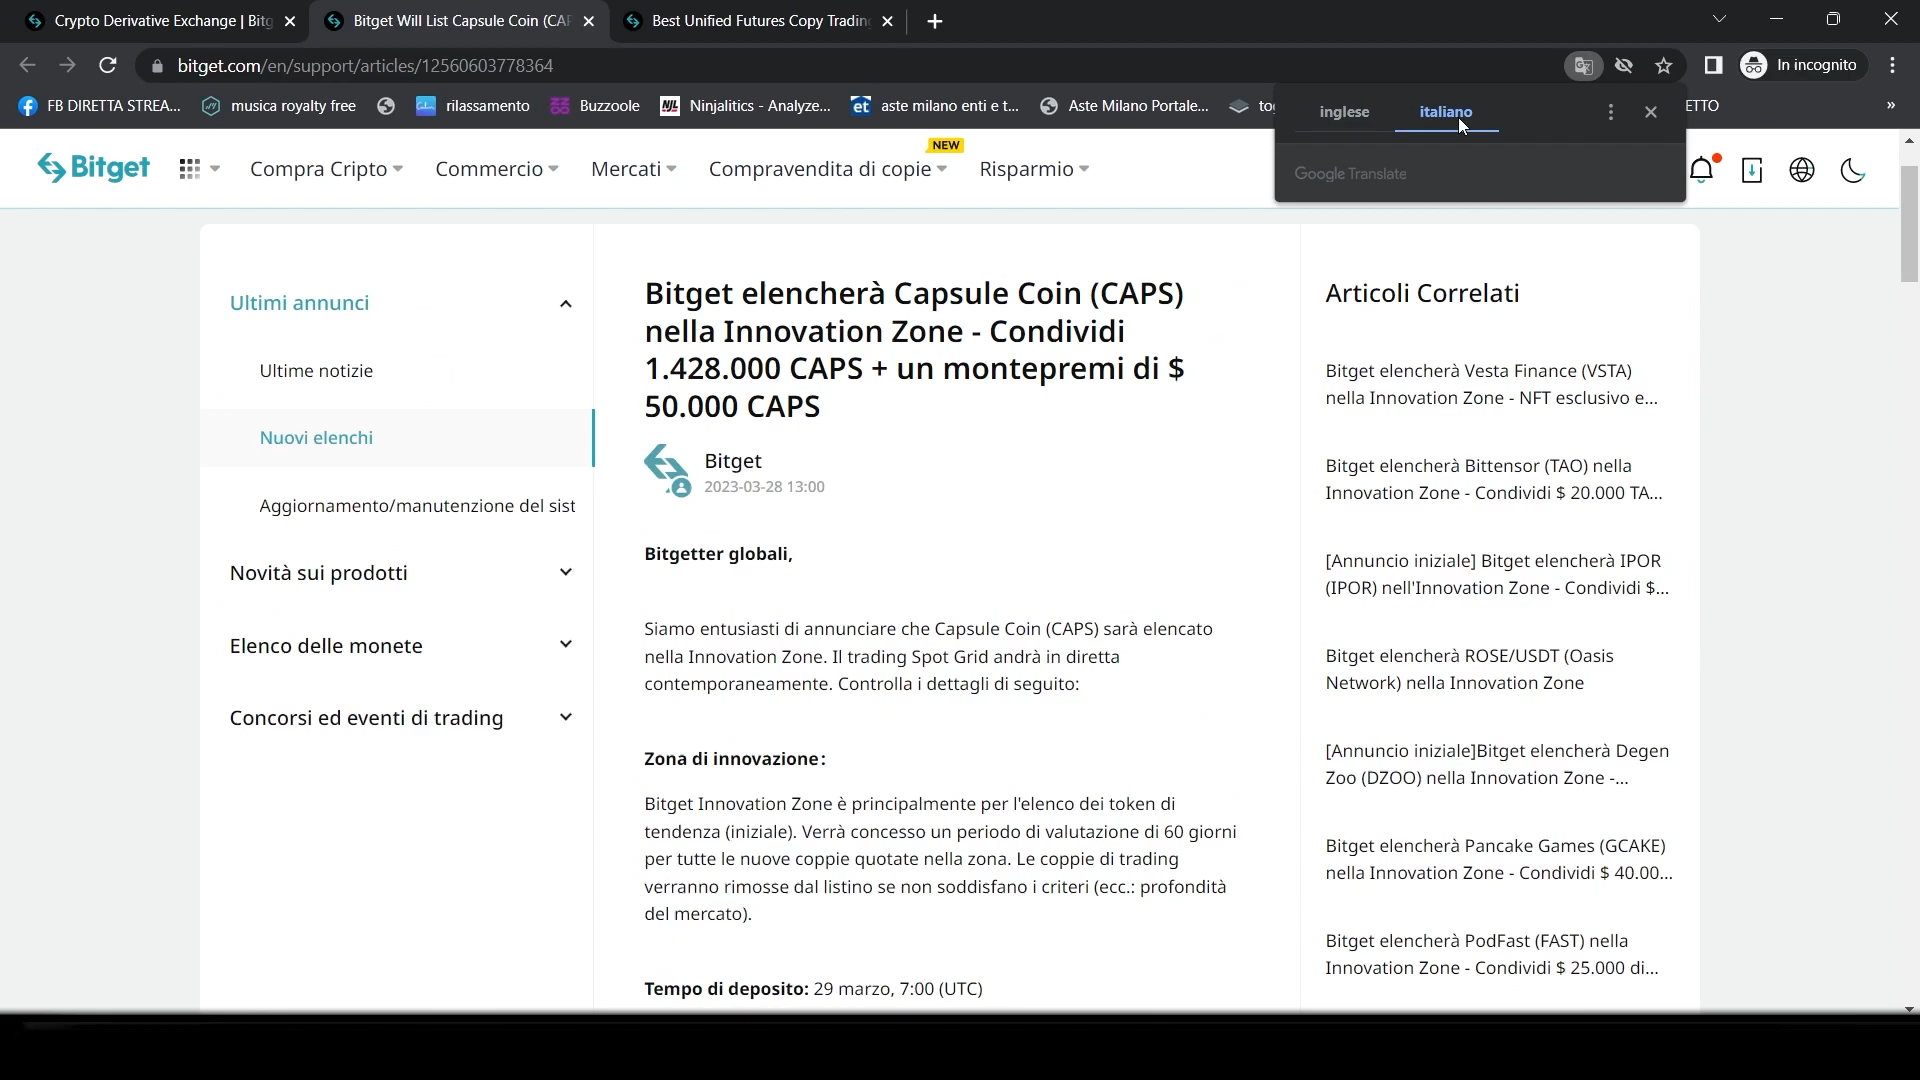 Crypto Derivative Exchange | Bitg
Bitget Will List Capsule Coin (CAP
Best Unified Futures Copy Trading
bitget.com/en/support/articles/12560603778364
In incognito
FB DIRETTA STREA...
musica royalty free
rilassamento
Buzzoole
NJL Ninjalitics - Analyze...
et aste milano enti e t...
Aste Milano Portale...
ETTO
»
inglese
italiano
Google Translate
Bitget
Compra Cripto
Commercio
Mercati
Compravendita di copie
NEW
Risparmio
Ultimi annunci
Ultime notizie
Nuovi elenchi
Aggiornamento/manutenzione del sist
Novità sui prodotti
Elenco delle monete
Concorsi ed eventi di trading
Bitget elencherà Capsule Coin (CAPS)
nella Innovation Zone - Condividi
1.428.000 CAPS + un montepremi di $
50.000 CAPS
Bitget
2023-03-28 13:00
Bitgetter globali,
Siamo entusiasti di annunciare che Capsule Coin (CAPS) sarà elencato
nella Innovation Zone. Il trading Spot Grid andrà in diretta
contemporaneamente. Controlla i dettagli di seguito:
Zona di innovazione:
Bitget Innovation Zone è principalmente per l'elenco dei token di
tendenza (iniziale). Verrà concesso un periodo di valutazione di 60 giorni
per tutte le nuove coppie quotate nella zona. Le coppie di trading
verranno rimosse dal listino se non soddisfano i criteri (ecc.: profondità
del mercato).
Tempo di deposito: 29 marzo, 7:00 (UTC)
Articoli Correlati
Bitget elencherà Vesta Finance (VSTA)
nella Innovation Zone - NFT esclusivo e...
Bitget elencherà Bittensor (TAO) nella
Innovation Zone - Condividi $ 20.000 TA...
[Annuncio iniziale] Bitget elencherà IPOR
(IPOR) nell'Innovation Zone - Condividi $...
Bitget elencherà ROSE/USDT (Oasis
Network) nella Innovation Zone
[Annuncio iniziale]Bitget elencherà Degen
Zoo (DZOO) nella Innovation Zone -...
Bitget elencherà Pancake Games (GCAKE)
nella Innovation Zone - Condividi $ 40.00...
Bitget elencherà PodFast (FAST) nella
Innovation Zone - Condividi $ 25.000 di...